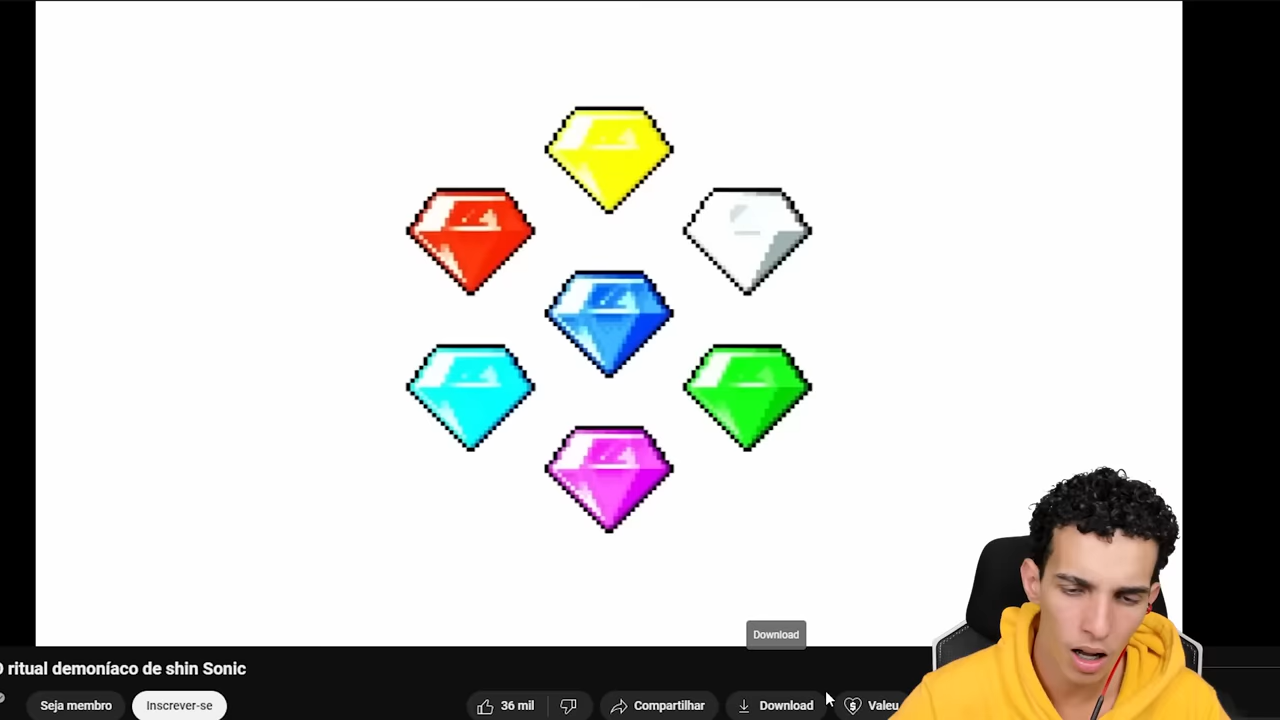 Download
O ritual demoníaco de shin Sonic
Seja membro
Inscrever-se
36 mil
Compartilhar
Download
Valeu